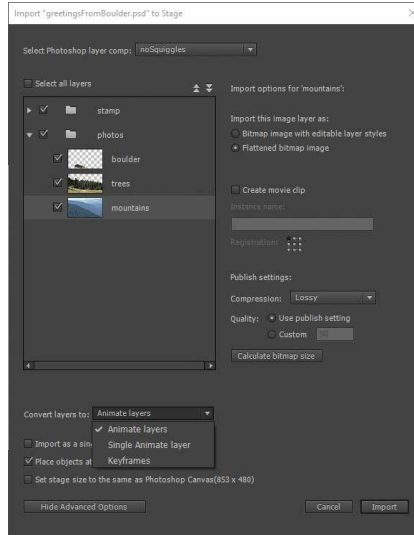 Import "greetingsFromBoulder.psd" to Stage
Select Photoshop layer comp: noSquiggles
Select all layers
stamp
photos
boulder
trees
mountains
Import options for 'mountains':
Import this image layer as:
Bitmap image with editable layer styles
Flattened bitmap image
Create movie clip
Instance name:
Registration:
Publish settings:
Compression: Lossy
Quality: Use publish setting
Custom 90
Calculate bitmap size
Convert layers to: Animate layers
Animate layers
Single Animate layer
Keyframes
Import as a
Place objects
Set stage size to the same as Photoshop Canvas(853 x 480)
Hide Advanced Options
Cancel
Import